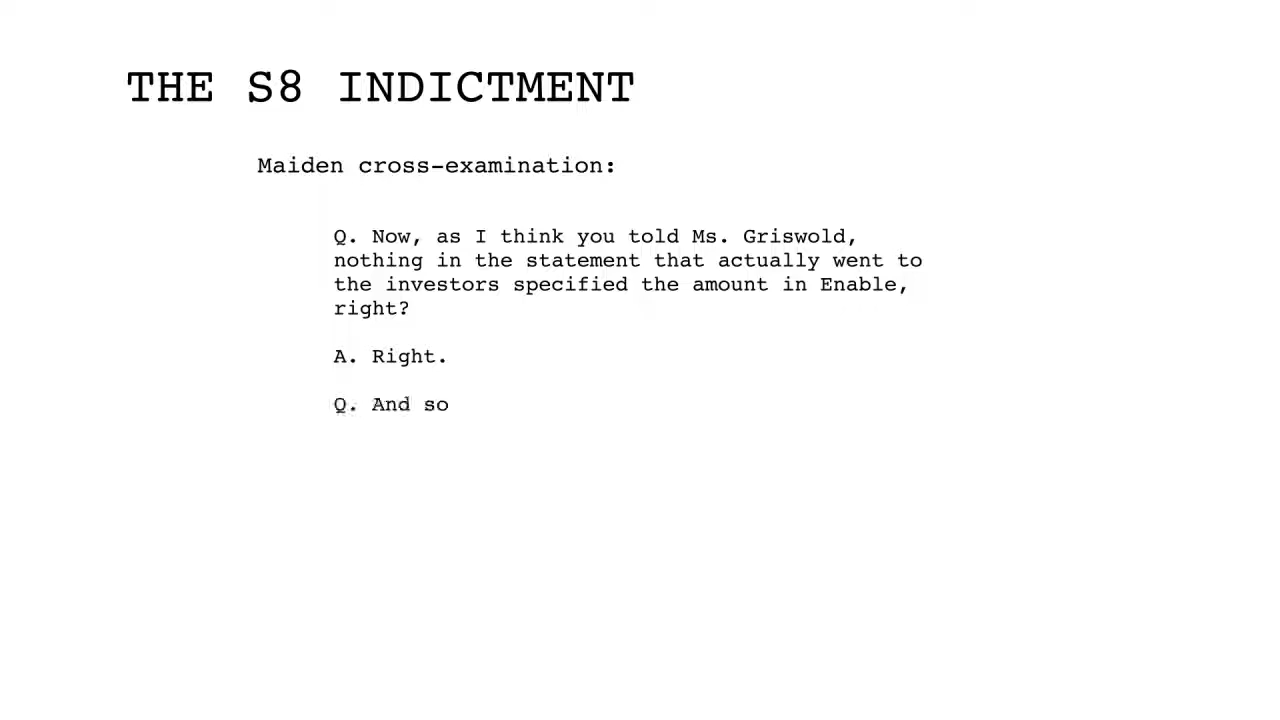 THE S8 INDICTMENT
Maiden cross-examination:
Q. Now, as I think you told Ms. Griswold,
nothing in the statement that actually went to
the investors specified the amount in Enable,
right?
A. Right.
Q. And so